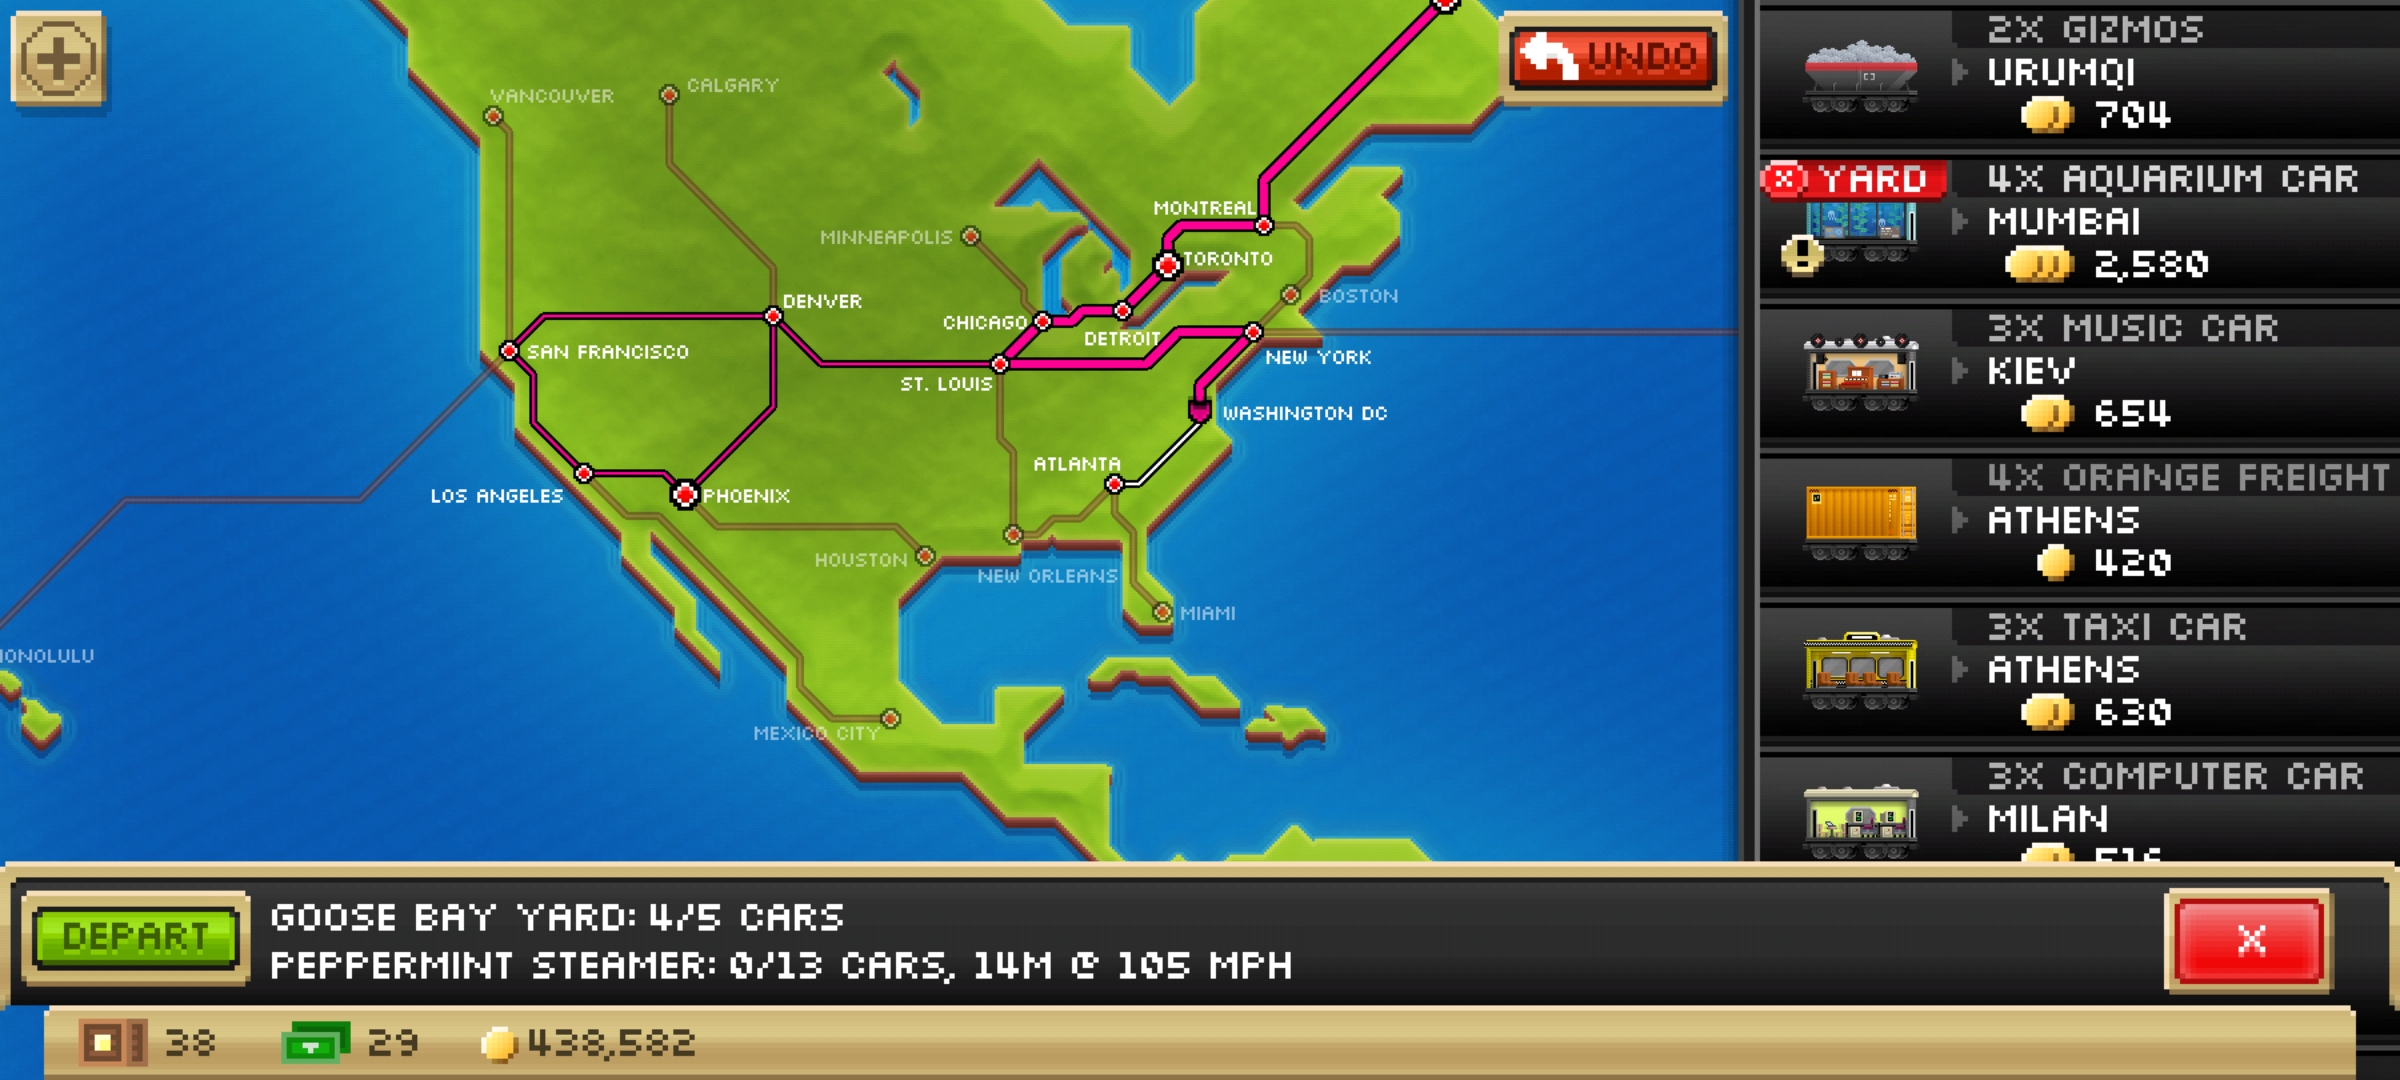 UNDO
VANCOUVER
CALGARY
MINNEAPOLIS
MONTREAL
TORONTO
BOSTON
DENVER
CHICAGO
DETROIT
SAN FRANCISCO
NEW YORK
ST. LOUIS
WASHINGTON DC
ATLANTA
LOS ANGELES
PHOENIX
HOUSTON
NEW ORLEANS
MIAMI
ONOLULU
MEXICO CITY
2X GIZMOS
URUMQI
704
YARD
4X AQUARIUM CAR
MUMBAI
2,580
3X MUSIC CAR
KIEV
654
4X ORANGE FREIGHT
ATHENS
420
3X TAXI CAR
ATHENS
630
3X COMPUTER CAR
MILAN
DEPART
GOOSE BAY YARD: 4/5 CARS
PEPPERMINT STEAMER: 0/13 CARS, 14M @ 105 MPH
X
38
29
438,582